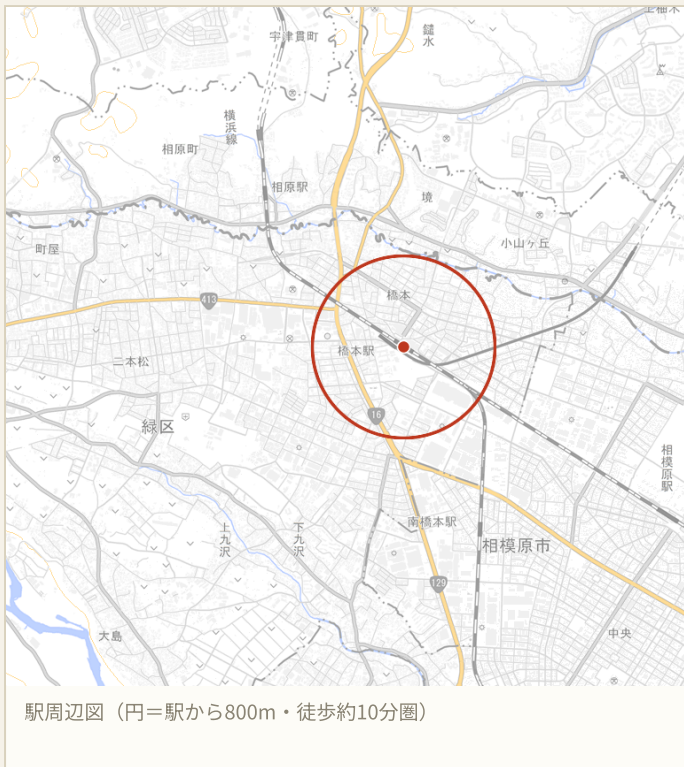 宇津貫町
鑓水
上柚木
横浜線
相原町
相原駅
境
小山ヶ丘
町屋
橋本
413
橋本駅
二本松
16
緑区
相模原駅
南橋本駅
上九沢
下九沢
相模原市
129
大島
中央
駅周辺図（円＝駅から800m・徒歩約10分圏）